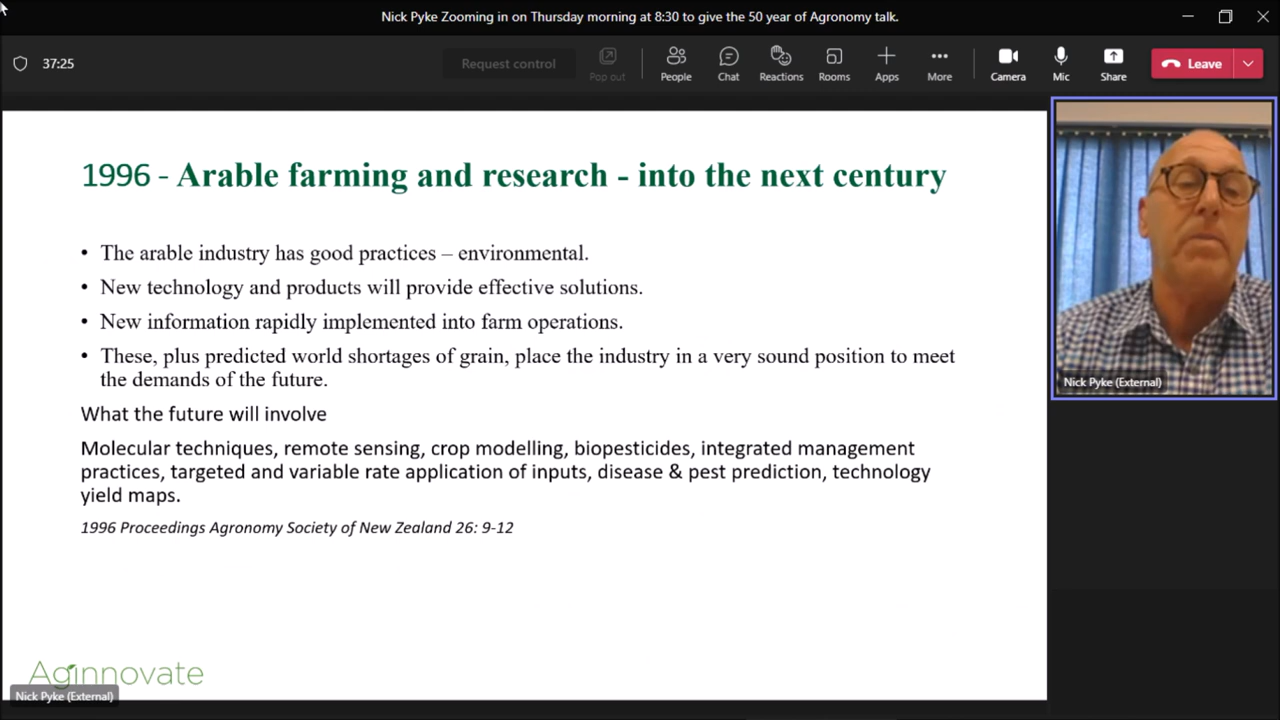 Nick Pyke Zooming in on Thursday morning at 8:30 to give the 50 year of Agronomy talk.
37:25
Request control
Pop out
People
Chat
Reactions
Rooms
Apps
More
Camera
Mic
Share
Leave
1996 - Arable farming and research - into the next century
• The arable industry has good practices – environmental.
• New technology and products will provide effective solutions.
• New information rapidly implemented into farm operations.
• These, plus predicted world shortages of grain, place the industry in a very sound position to meet
the demands of the future.
What the future will involve
Molecular techniques, remote sensing, crop modelling, biopesticides, integrated management
practices, targeted and variable rate application of inputs, disease & pest prediction, technology
yield maps.
1996 Proceedings Agronomy Society of New Zealand 26: 9-12
Aginnovate
Nick Pyke (External)
Nick Pyke (External)